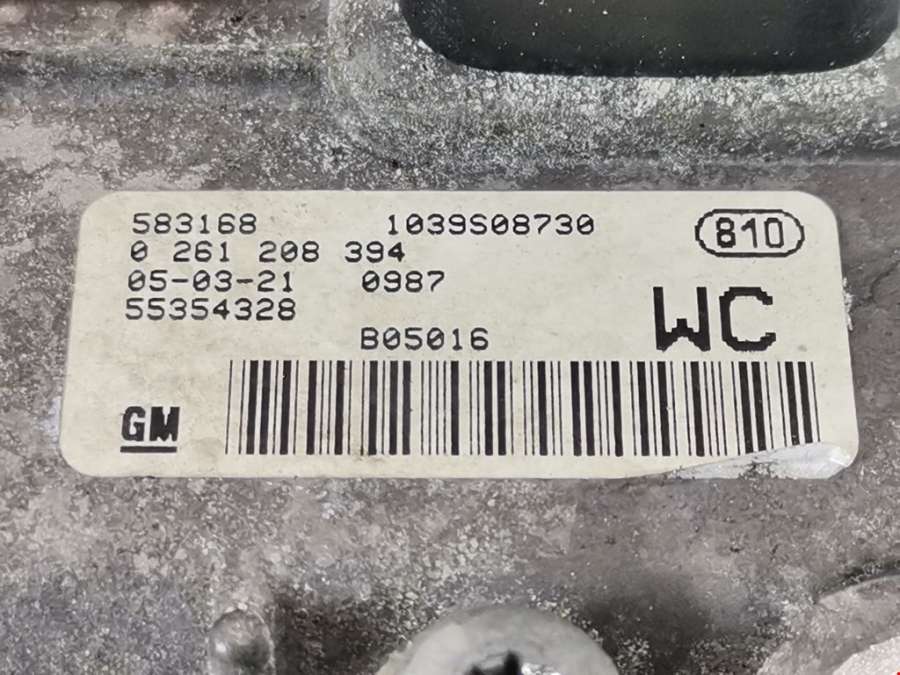 583168 1039S08730 810
0 261 208 394
05-03-21 0987
55354328 WC
B05016
GM